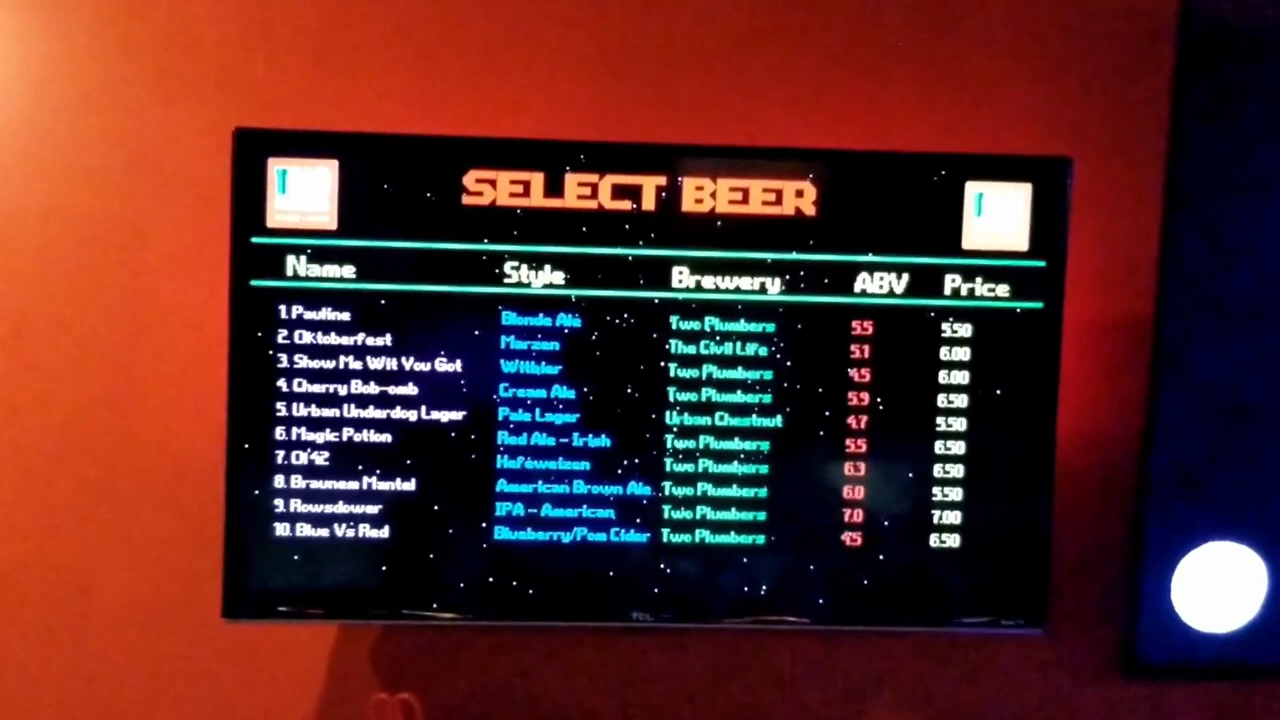 SELECT BEER
Name Style Brewery ABV Price
1. Pauline Blonde Ale Two Plumbers 5.5 5.50
2. Oktoberfest Marzen The Civil Life 5.1 6.00
3. Show Me Wit You Got Witbier Two Plumbers 4.5 6.00
4. Cherry Bob-omb Cream Ale Two Plumbers 5.9 6.50
5. Urban Underdog Lager Pale Lager Urban Chestnut 4.7 5.50
6. Magic Potion Red Ale - Irish Two Plumbers 5.5 6.50
7. Ol'42 Hefeweizen Two Plumbers 6.3 6.50
8. Braunem Mantel American Brown Ale Two Plumbers 6.0 5.50
9. Rowsdower IPA - American Two Plumbers 7.0 7.00
10. Blue Vs Red Blueberry/Pom Cider Two Plumbers 4.5 6.50
TCL